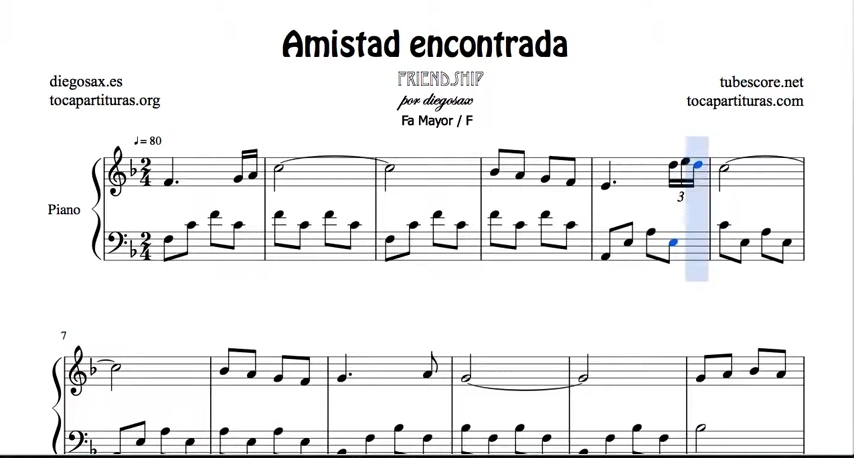 Amistad encontrada
diegosax.es
FRIENDSHIP
tubescore.net
tocapartituras.org
por diegosax
tocapartituras.com
Fa Mayor / F
♩= 80
Piano
2
4
2
4
3
7